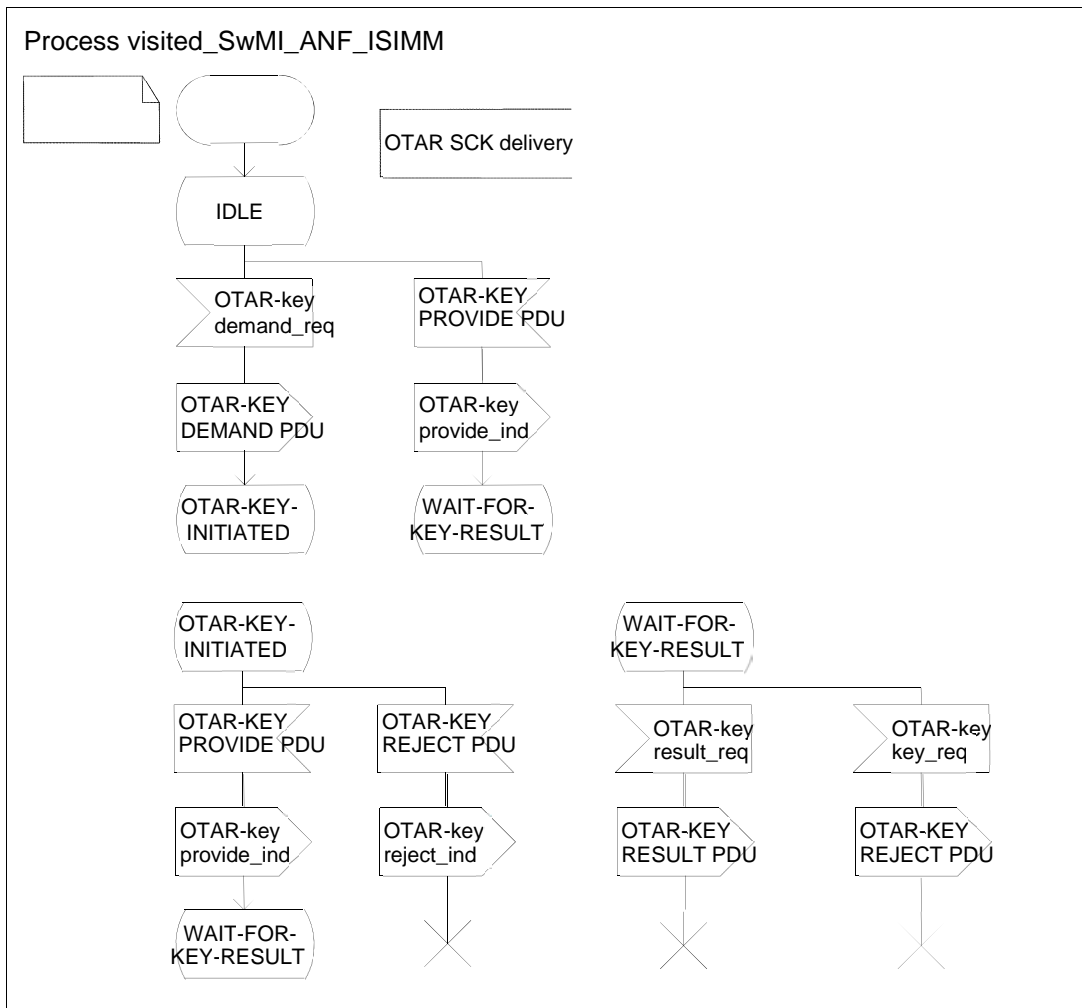 Process visited_SwMI_ANF_ISIMM
OTAR SCK delivery
IDLE
OTAR-key
demand_req
OTAR-KEY
PROVIDE PDU
OTAR-KEY
DEMAND PDU
OTAR-key
provide_ind
OTAR-KEY-
INITIATED
WAIT-FOR-
KEY-RESULT
OTAR-KEY-
INITIATED
WAIT-FOR-
KEY-RESULT
OTAR-KEY
PROVIDE PDU
OTAR-KEY
REJECT PDU
OTAR-key
result_req
OTAR-key
key_req
OTAR-key
provide_ind
OTAR-key
reject_ind
OTAR-KEY
RESULT PDU
OTAR-KEY
REJECT PDU
WAIT-FOR-
KEY-RESULT